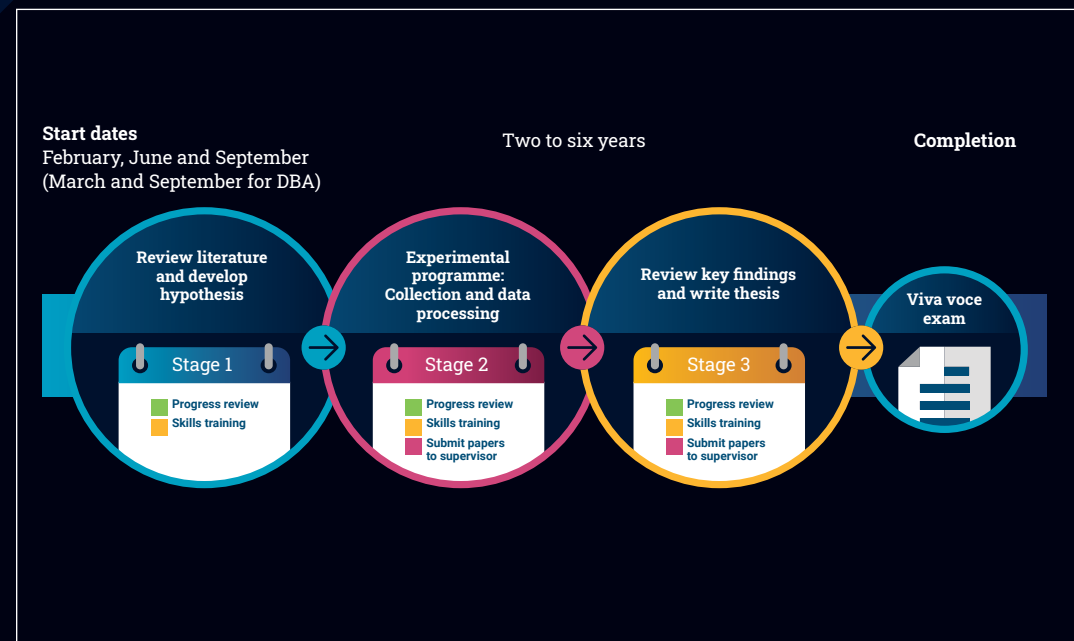 Start dates
February, June and September
(March and September for DBA)
Two to six years
Completion
Review literature
and develop
hypothesis
Stage 1
Progress review
Skills training
Experimental
programme:
Collection and data
processing
Stage 2
Progress review
Skills training
Submit papers
to supervisor
Review key findings
and write thesis
Stage 3
Progress review
Skills training
Submit papers
to supervisor
Viva voce
exam